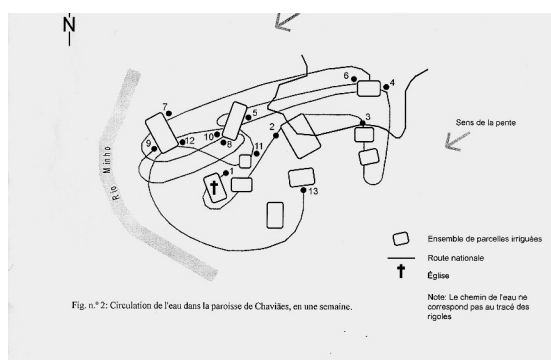 N
6
4
7
5
3
Sens de la pente
10
2
9
12
8
11
1
13
Rio Minho
Ensemble de parcelles irriguées
Route nationale
Église
Note: Le chemin de l'eau ne
correspond pas au tracé des
rigoles
Fig. n.º 2: Circulation de l'eau dans la paroisse de Chaviães, en une semaine.